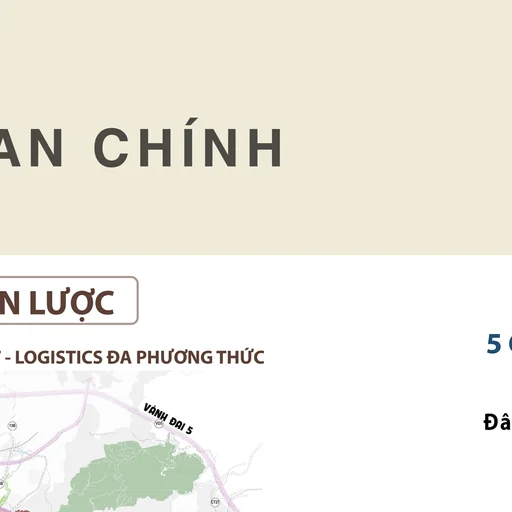 AN CHÍNH
N LƯỢC
- LOGISTICS ĐA PHƯƠNG THỨC
5
VÀNH ĐAI 5
Đâ